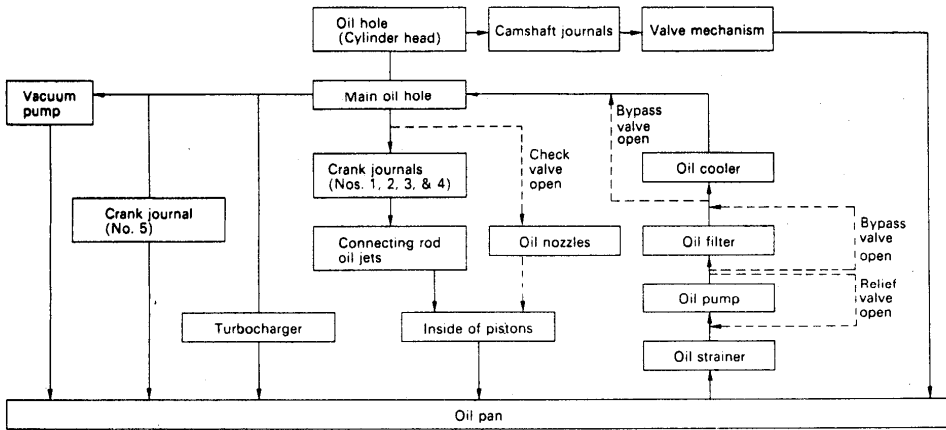 Oil hole
(Cylinder head)
Camshaft journals
Valve mechanism
Vacuum
pump
Main oil hole
Bypass
valve
open
Check
valve
open
Crank journals
(Nos. 1, 2, 3, & 4)
Oil cooler
Crank journal
(No. 5)
Connecting rod
oil jets
Oil nozzles
Oil filter
Bypass
valve
open
Turbocharger
Inside of pistons
Oil pump
Relief
valve
open
Oil strainer
Oil pan